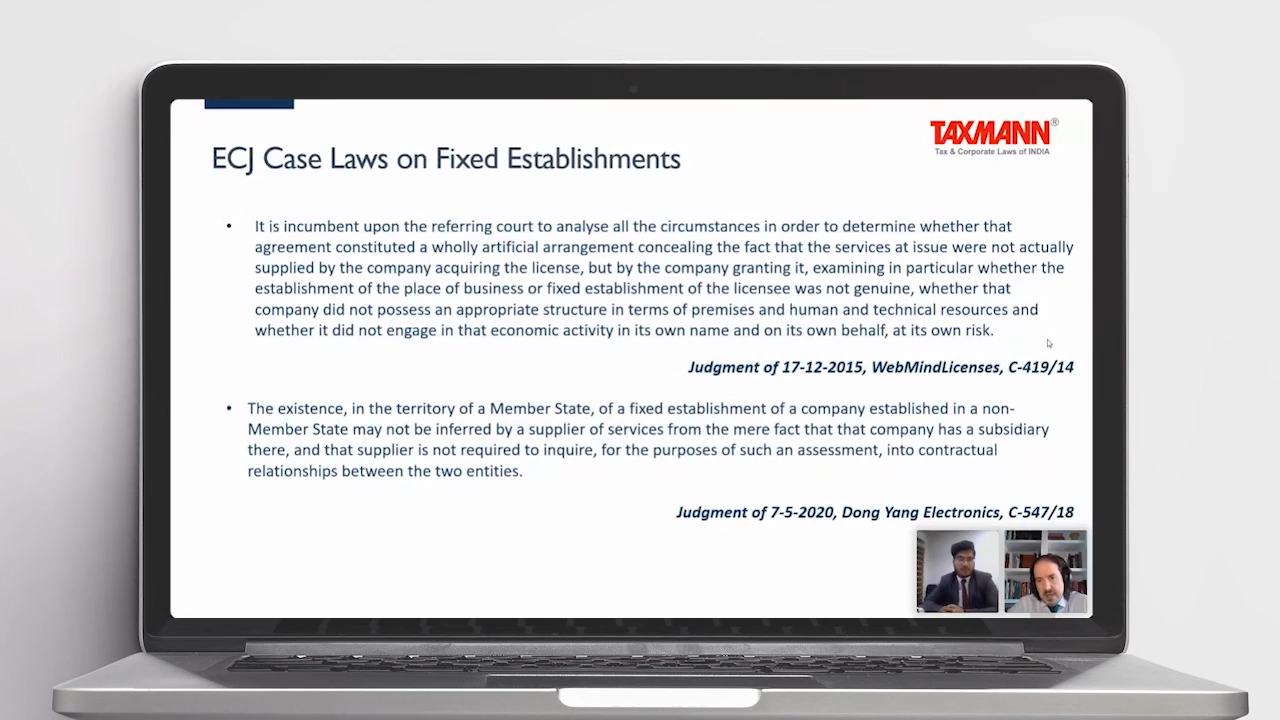 TAXMANN®
Tax & Corporate Laws of INDIA
ECJ Case Laws on Fixed Establishments
• It is incumbent upon the referring court to analyse all the circumstances in order to determine whether that
agreement constituted a wholly artificial arrangement concealing the fact that the services at issue were not actually
supplied by the company acquiring the license, but by the company granting it, examining in particular whether the
establishment of the place of business or fixed establishment of the licensee was not genuine, whether that
company did not possess an appropriate structure in terms of premises and human and technical resources and
whether it did not engage in that economic activity in its own name and on its own behalf, at its own risk.
Judgment of 17-12-2015, WebMindLicenses, C-419/14
• The existence, in the territory of a Member State, of a fixed establishment of a company established in a non-
Member State may not be inferred by a supplier of services from the mere fact that that company has a subsidiary
there, and that supplier is not required to inquire, for the purposes of such an assessment, into contractual
relationships between the two entities.
Judgment of 7-5-2020, Dong Yang Electronics, C-547/18